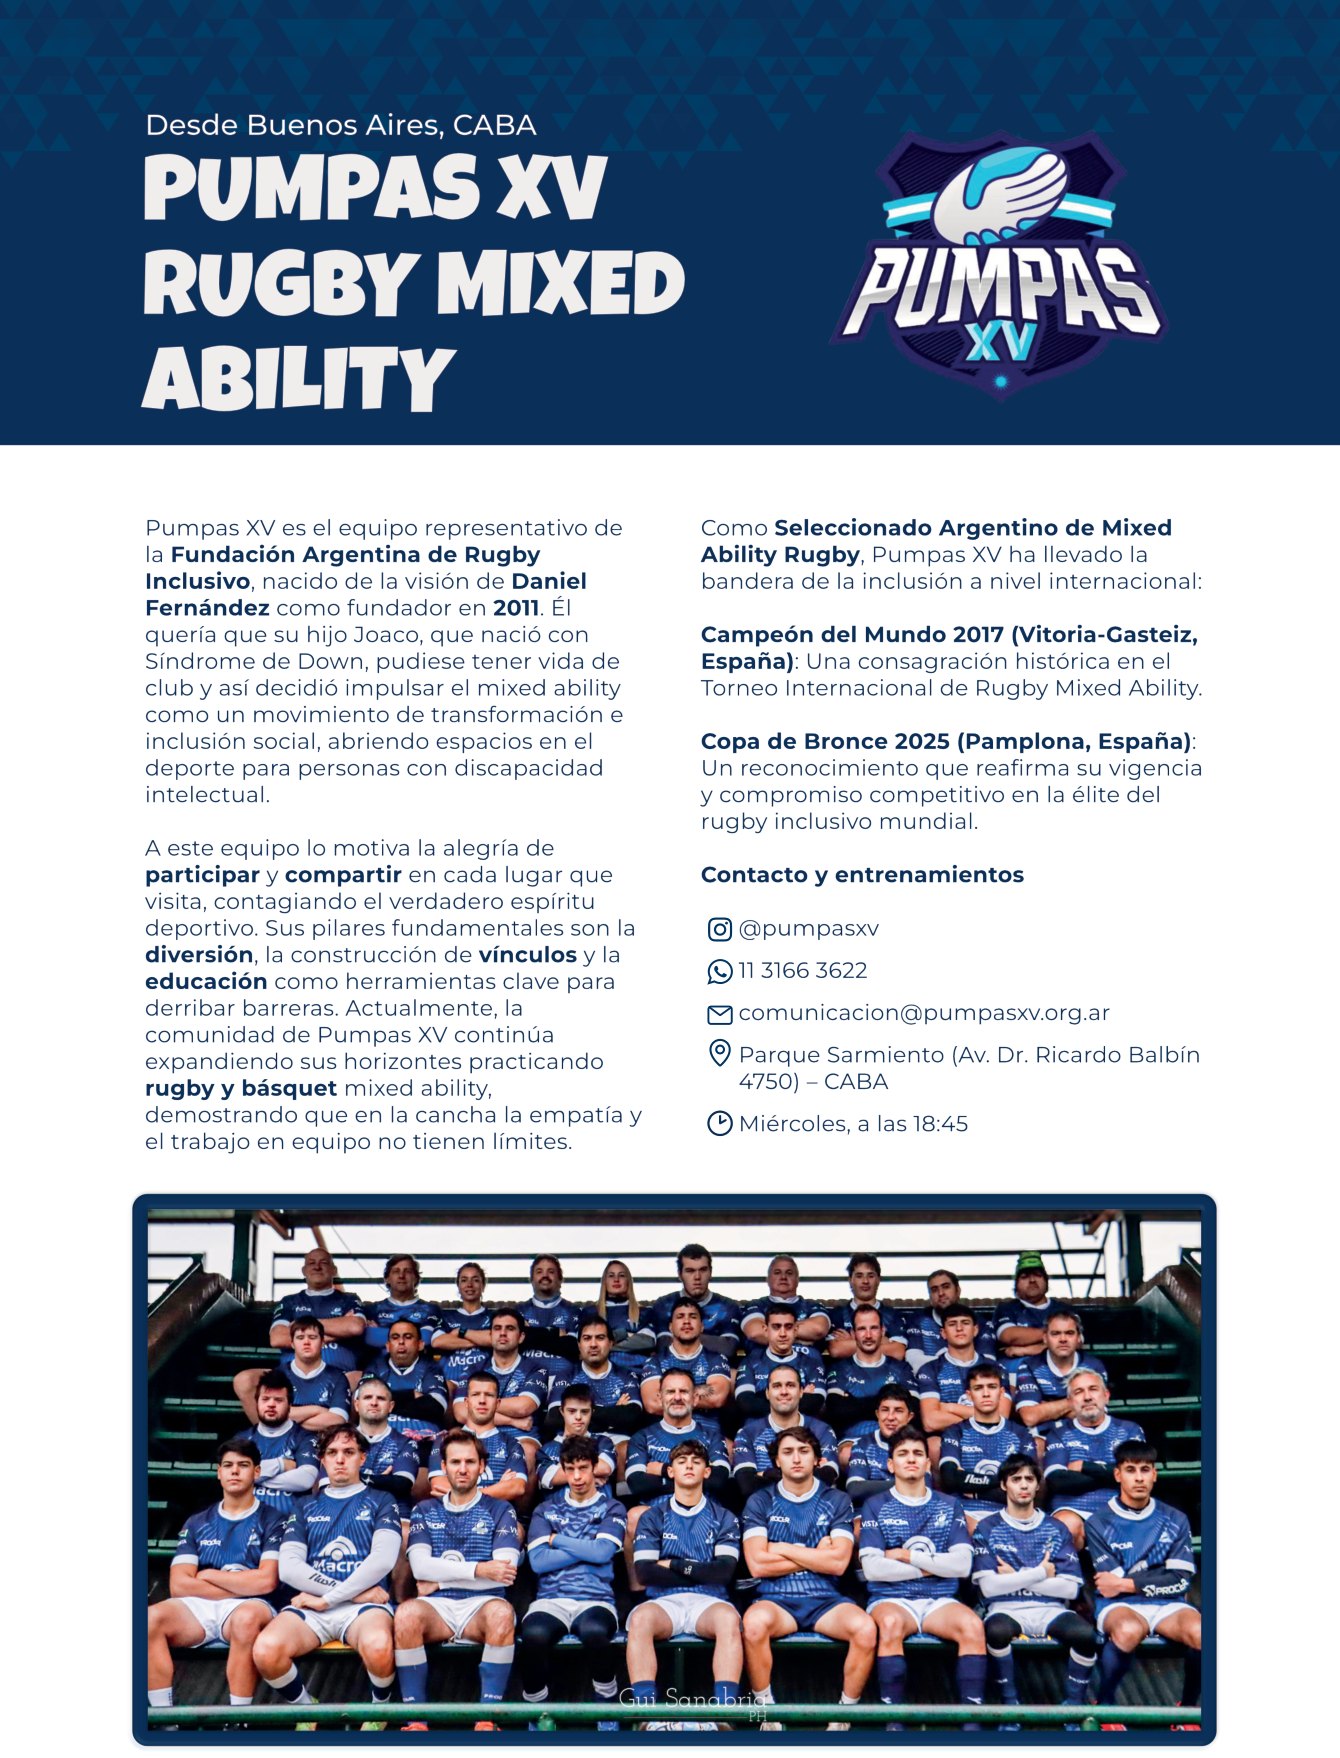 Desde Buenos Aires, CABA
PUMPAS XV
RUGBY MIXED
ABILITY
PUMPAS
XV
Pumpas XV es el equipo representativo de
la Fundación Argentina de Rugby
Inclusivo, nacido de la visión de Daniel
Fernández como fundador en 2011. Él
quería que su hijo Joaco, que nació con
Síndrome de Down, pudiese tener vida de
club y así decidió impulsar el mixed ability
como un movimiento de transformación e
inclusión social, abriendo espacios en el
deporte para personas con discapacidad
intelectual.
A este equipo lo motiva la alegría de
participar y compartir en cada lugar que
visita, contagiando el verdadero espíritu
deportivo. Sus pilares fundamentales son la
diversión, la construcción de vínculos y la
educación como herramientas clave para
derribar barreras. Actualmente, la
comunidad de Pumpas XV continúa
expandiendo sus horizontes practicando
rugby y básquet mixed ability,
demostrando que en la cancha la empatía y
el trabajo en equipo no tienen límites.
Como Seleccionado Argentino de Mixed
Ability Rugby, Pumpas XV ha llevado la
bandera de la inclusión a nivel internacional:
Campeón del Mundo 2017 (Vitoria-Gasteiz,
España): Una consagración histórica en el
Torneo Internacional de Rugby Mixed Ability.
Copa de Bronce 2025 (Pamplona, España):
Un reconocimiento que reafirma su vigencia
y compromiso competitivo en la élite del
rugby inclusivo mundial.
Contacto y entrenamientos
@pumpasxv
11 3166 3622
comunicacion@pumpasxv.org.ar
Parque Sarmiento (Av. Dr. Ricardo Balbín
4750) – CABA
Miércoles, a las 18:45
Macro
flash
PROCER
Macro
flash
PROCER
Gui Sanabria
PH